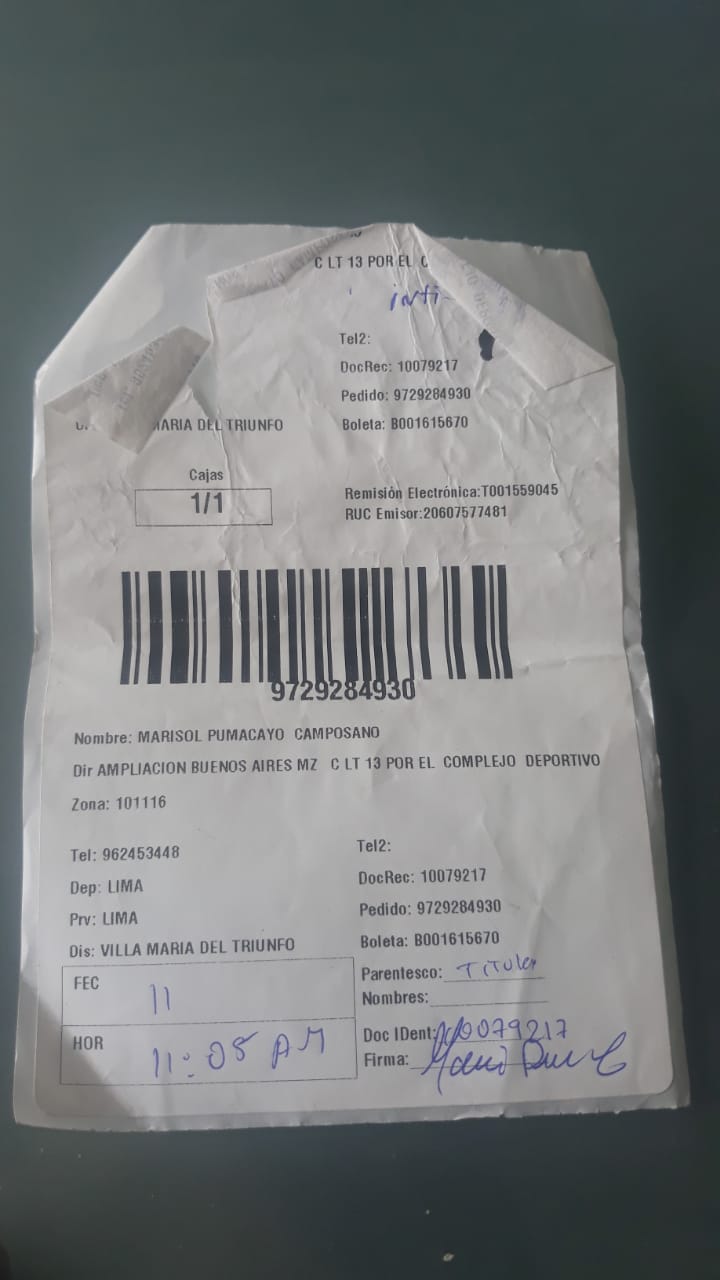 C LT 13 POR EL C
inti
Tel2:
DocRec: 10079217
Pedido: 9729284930
MARIA DEL TRIUNFO
Boleta: B001615670
Cajas
1/1
Remisión Electrónica:T001559045
RUC Emisor:20607577481
9729284930
Nombre: MARISOL PUMACAYO CAMPOSANO
Dir AMPLIACION BUENOS AIRES MZ C LT 13 POR EL COMPLEJO DEPORTIVO
Zona: 101116
Tel: 962453448
Tel2:
Dep: LIMA
DocRec: 10079217
Prv: LIMA
Pedido: 9729284930
Dis: VILLA MARIA DEL TRIUNFO
Boleta: B001615670
FEC 11
Parentesco: Titular
Nombres:
HOR 11:05 AM
Doc IDent: 10079217
Firma: